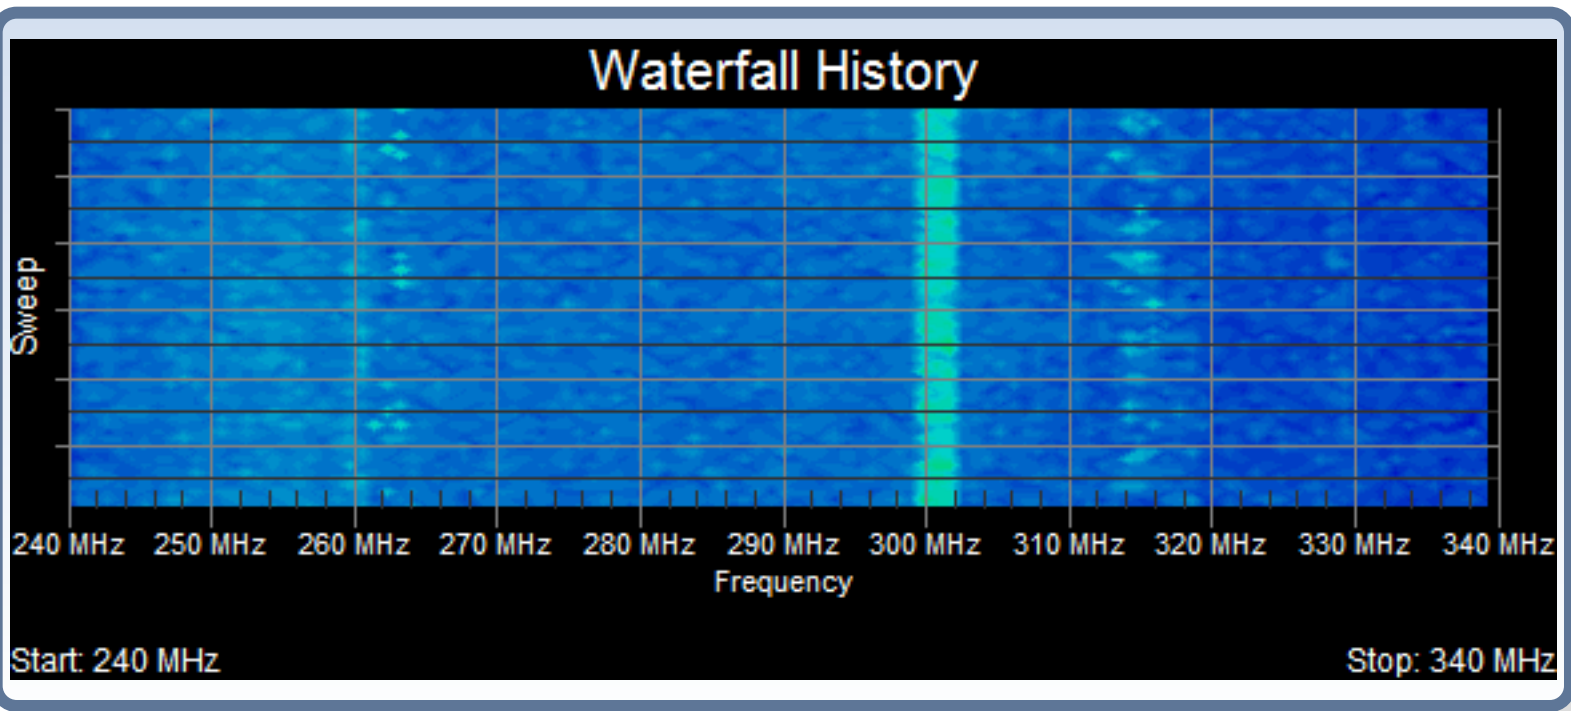 Waterfall History
Sweep
240 MHz 250 MHz 260 MHz 270 MHz 280 MHz 290 MHz 300 MHz 310 MHz 320 MHz 330 MHz 340 MHz
Frequency
Start: 240 MHz Stop: 340 MHz